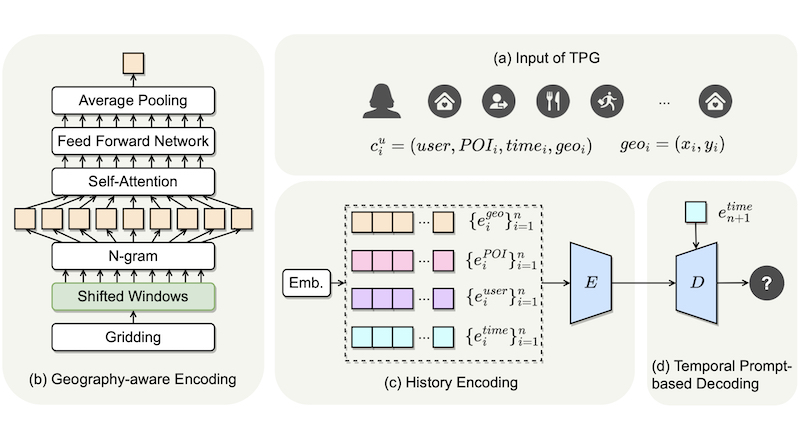 (a) Input of TPG
...
c_i^u = (user, POI_i, time_i, geo_i)
geo_i = (x_i, y_i)
Average Pooling
Feed Forward Network
Self-Attention
N-gram
Shifted Windows
Gridding
(b) Geography-aware Encoding
Emb.
... {e_i^{geo}}_{i=1}^n
... {e_i^{POI}}_{i=1}^n
... {e_i^{user}}_{i=1}^n
... {e_i^{time}}_{i=1}^n
E
(c) History Encoding
e_{n+1}^{time}
D
?
(d) Temporal Prompt-
based Decoding